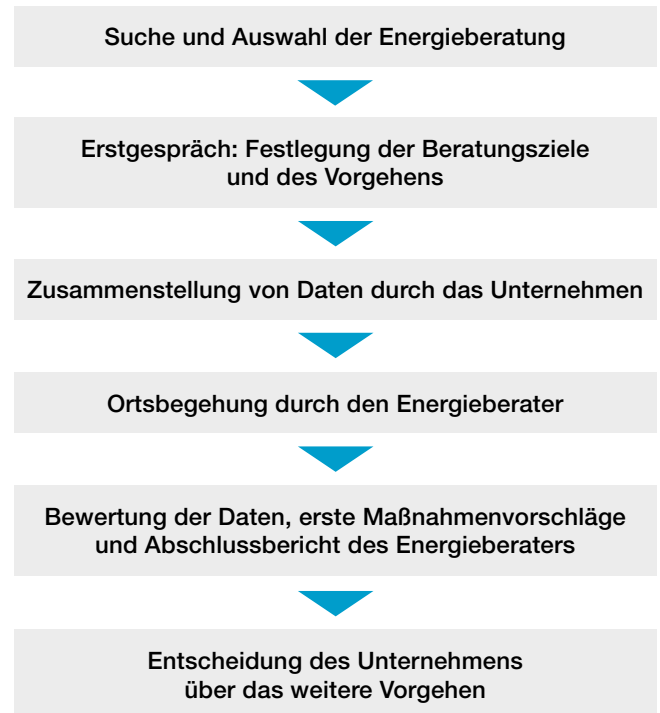 Suche und Auswahl der Energieberatung
Erstgespräch: Festlegung der Beratungsziele
und des Vorgehens
Zusammenstellung von Daten durch das Unternehmen
Ortsbegehung durch den Energieberater
Bewertung der Daten, erste Maßnahmenvorschläge
und Abschlussbericht des Energieberaters
Entscheidung des Unternehmens
über das weitere Vorgehen